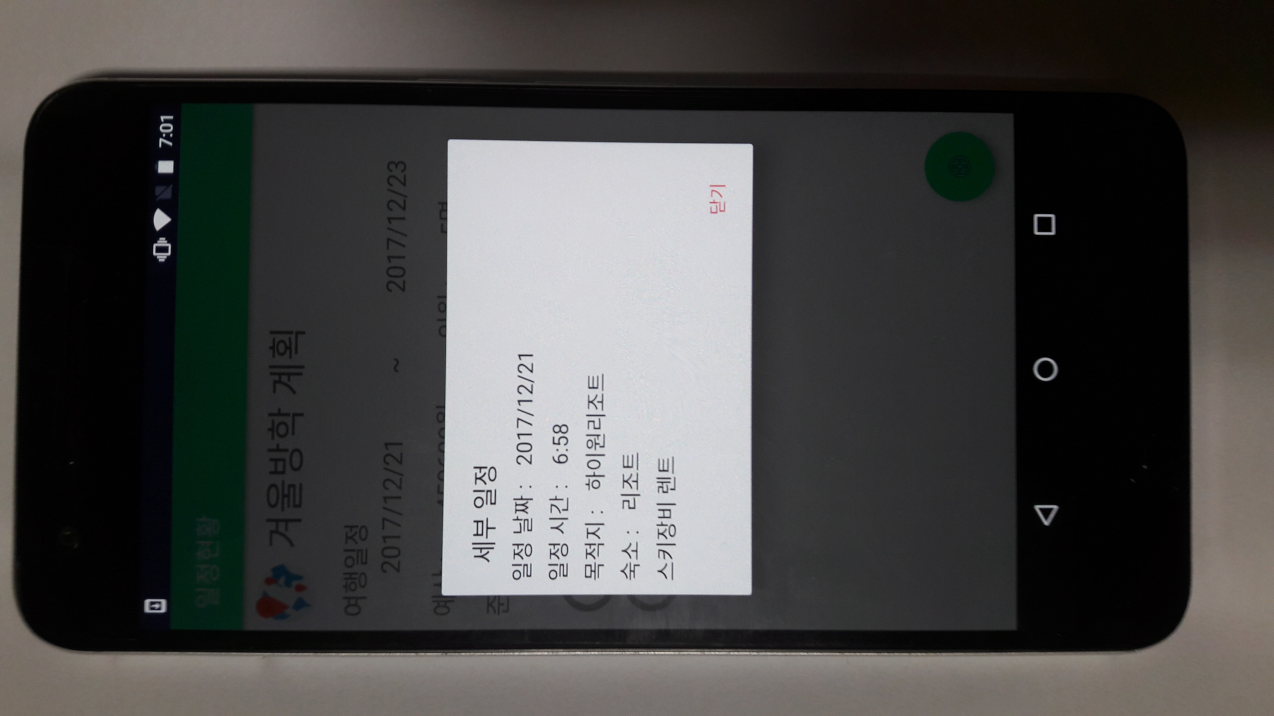 7:01
일정현황
겨울방학 계획
여행일정
2017/12/21 ~ 2017/12/23
세부 일정
일정 날짜 : 2017/12/21
일정 시간 : 6:58
목적지 : 하이원리조트
숙소 : 리조트
스키장비 렌트
닫기